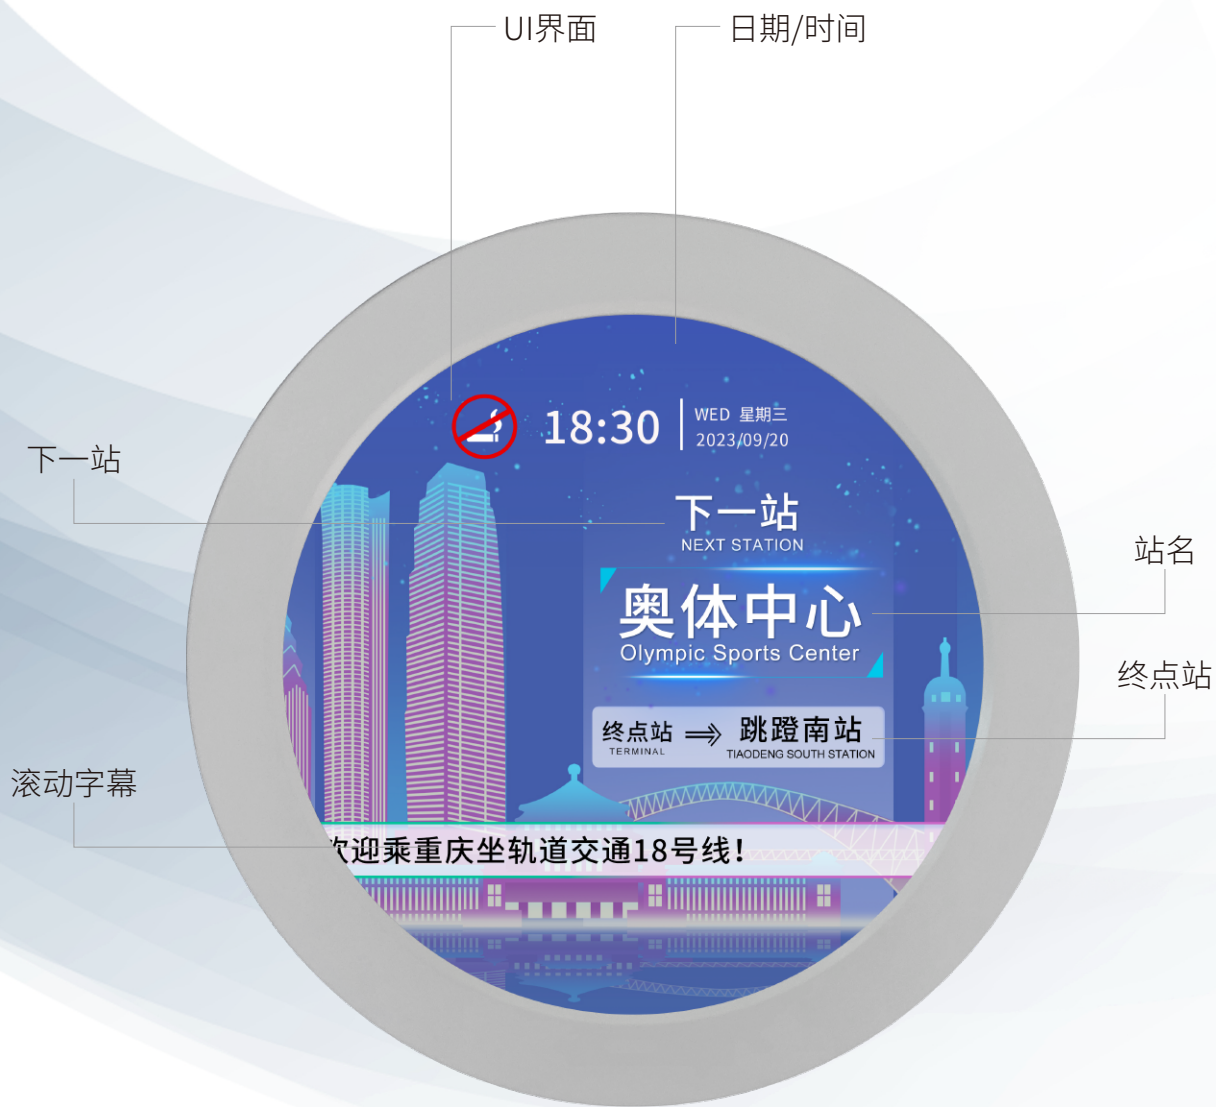 UI界面
日期/时间
18:30
WED 星期三
2023/09/20
下一站
下一站
NEXT STATION
站名
奥体中心
Olympic Sports Center
终点站
终点站
TERMINAL
跳蹬南站
TIAODENG SOUTH STATION
滚动字幕
欢迎乘重庆坐轨道交通18号线！